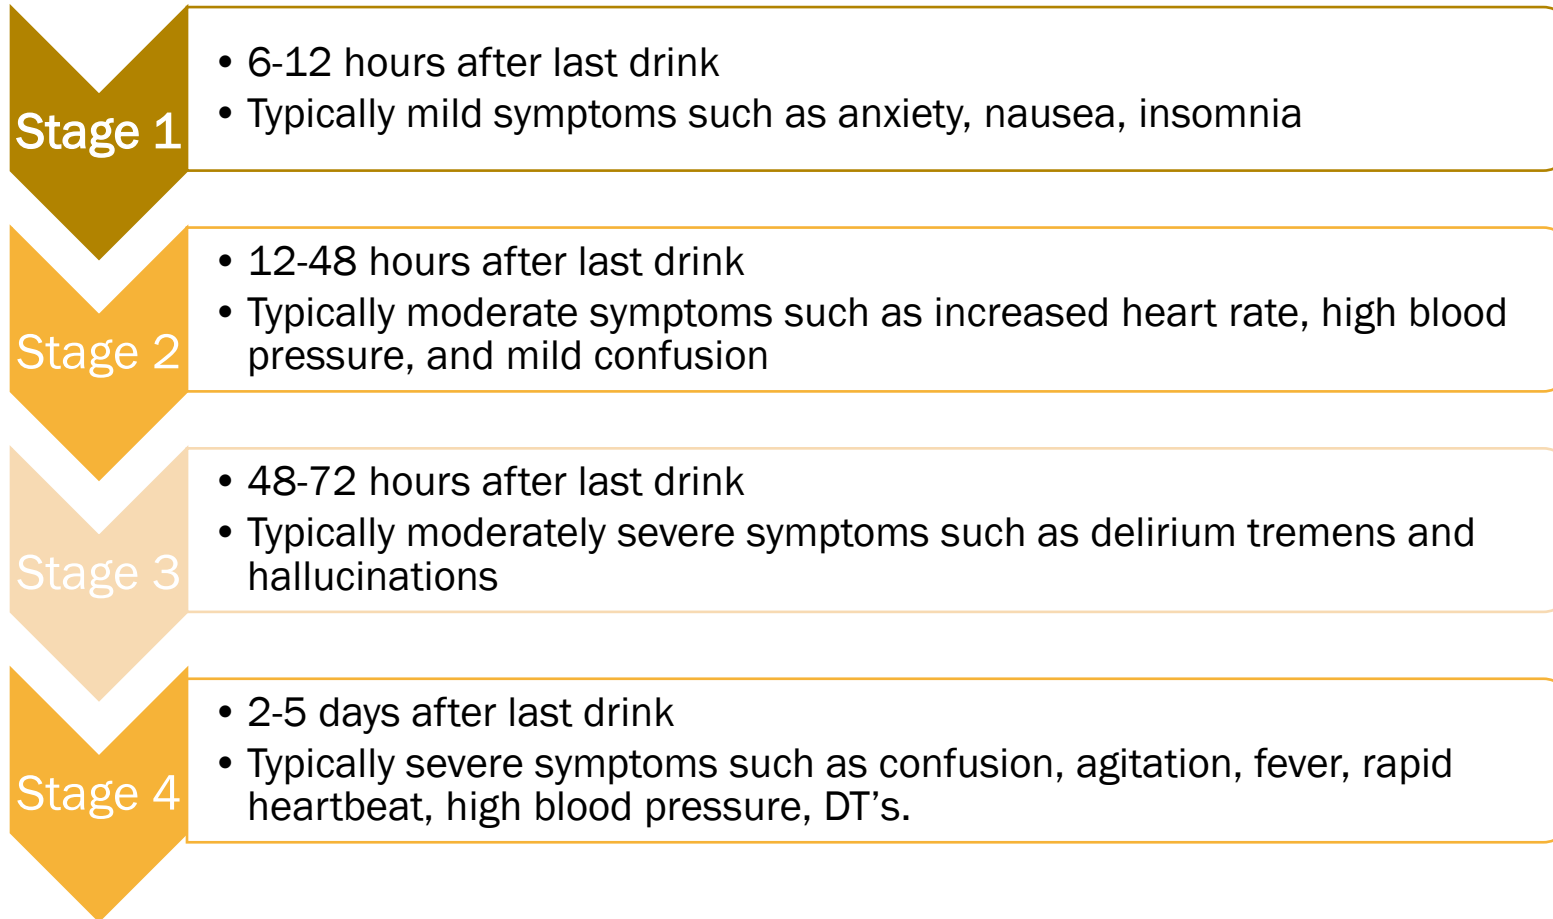 Stage 1
• 6-12 hours after last drink
• Typically mild symptoms such as anxiety, nausea, insomnia
Stage 2
• 12-48 hours after last drink
• Typically moderate symptoms such as increased heart rate, high blood
pressure, and mild confusion
Stage 3
• 48-72 hours after last drink
• Typically moderately severe symptoms such as delirium tremens and
hallucinations
Stage 4
• 2-5 days after last drink
• Typically severe symptoms such as confusion, agitation, fever, rapid
heartbeat, high blood pressure, DT’s.